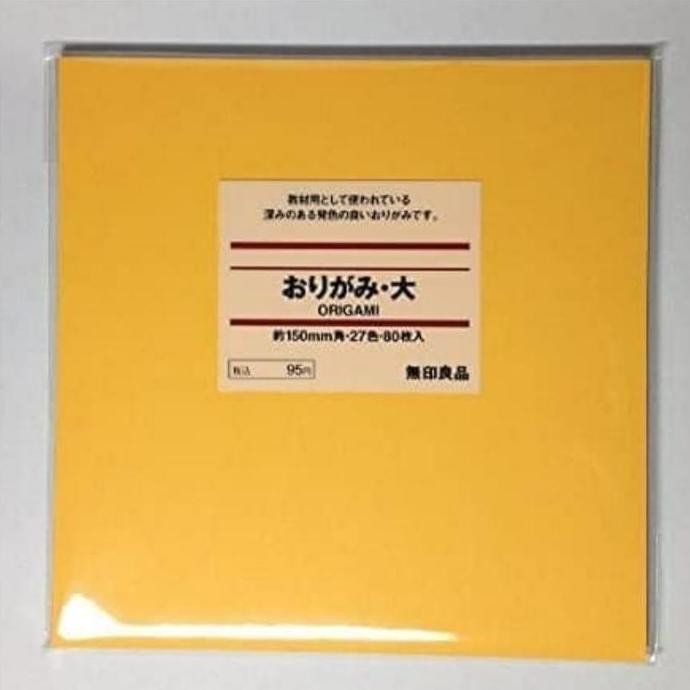 教材用として使われている
深みのある発色の良いおりがみです。
おりがみ・大
ORIGAMI
約150mm角・27色・80枚入
税込 95円
無印良品